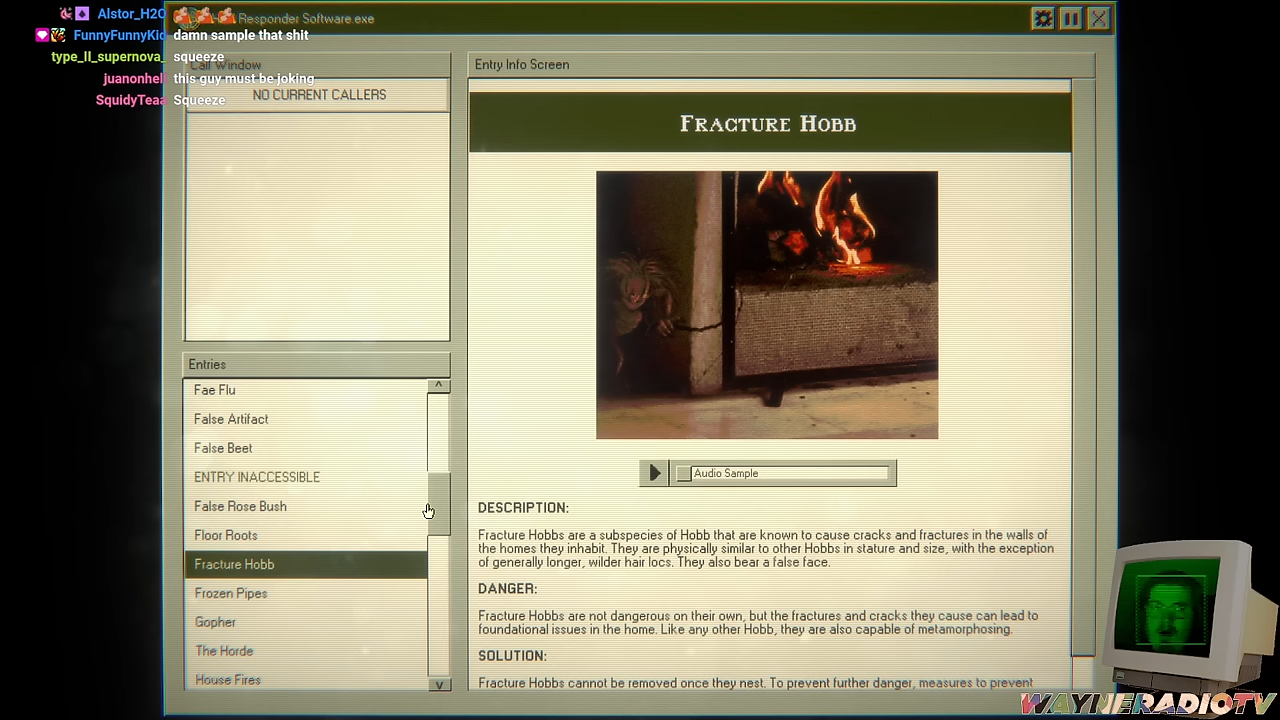 Alstor_H2O
FunnyFunnyKid damn sample that shit
type_II_supernova_ squeeze
juanonhell this guy must be joking
SquidyTeaa Squeeze
Responder Software.exe
Call Window
NO CURRENT CALLERS
Entries
Fae Flu
False Artifact
False Beet
ENTRY INACCESSIBLE
False Rose Bush
Floor Roots
Fracture Hobb
Frozen Pipes
Gopher
The Horde
House Fires
Entry Info Screen
Fracture Hobb
Audio Sample
DESCRIPTION:
Fracture Hobbs are a subspecies of Hobb that are known to cause cracks and fractures in the walls of
the homes they inhabit. They are physically similar to other Hobbs in stature and size, with the exception
of generally longer, wilder hair locs. They also bear a false face.
DANGER:
Fracture Hobbs are not dangerous on their own, but the fractures and cracks they cause can lead to
foundational issues in the home. Like any other Hobb, they are also capable of metamorphosing.
SOLUTION:
Fracture Hobbs cannot be removed once they nest. To prevent further danger, measures to prevent
WAYNERADIOTV